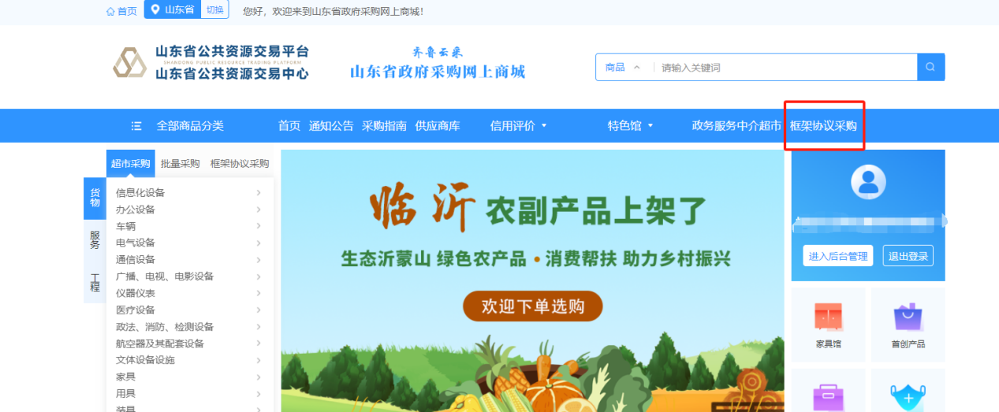 首页 山东省 切换 您好，欢迎来到山东省政府采购网上商城！
山东省公共资源交易平台
SHANDONG PUBLIC RESOURCE TRADING PLATFORM
山东省公共资源交易中心
齐鲁云采
山东省政府采购网上商城
商品 请输入关键词
全部商品分类 首页 通知公告 采购指南 供应商库 信用评价 特色馆 政务服务中介超市 框架协议采购
超市采购 批量采购 框架协议采购
货物
服务
工程
信息化设备
办公设备
车辆
电气设备
通信设备
广播、电视、电影设备
仪器仪表
医疗设备
政法、消防、检测设备
航空器及其配套设备
文体设备设施
家具
用具
装具
临沂 农副产品上架了
生态沂蒙山 绿色农产品·消费帮扶 助力乡村振兴
欢迎下单选购
进入后台管理 退出登录
家具馆 首创产品